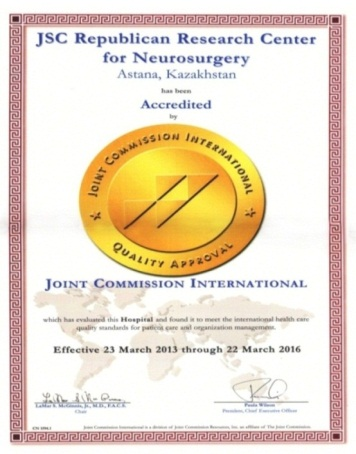 JSC Republican Research Center
for Neurosurgery
Astana, Kazakhstan
has been
Accredited
by
JOINT COMMISSION INTERNATIONAL
QUALITY APPROVAL
JOINT COMMISSION INTERNATIONAL
which has evaluated this Hospital and found it to meet the international health care
quality standards for patient care and organization management.
Effective 23 March 2013 through 22 March 2016
Chair
Paula Wilson
President, Chief Executive Officer
Joint Commission International is a division of Joint Commission Resources, Inc. an affiliate of The Joint Commission.